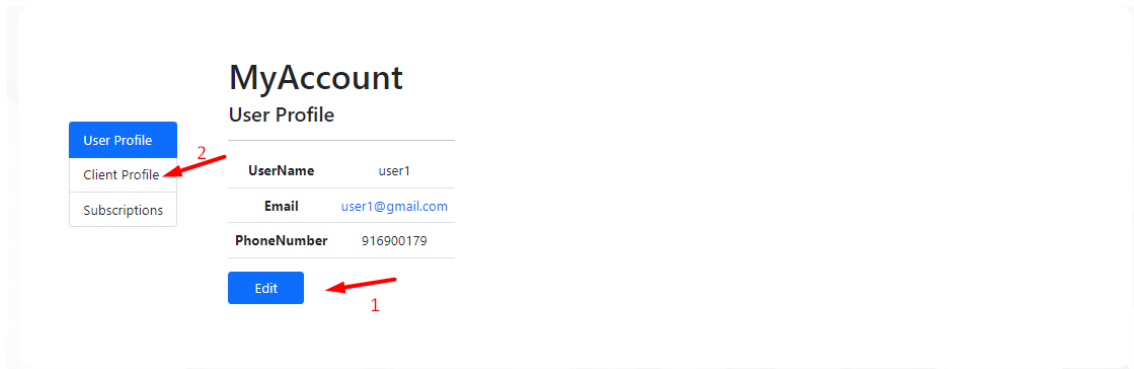 MyAccount
User Profile
User Profile
2
Client Profile
Subscriptions
UserName user1
Email user1@gmail.com
PhoneNumber 916900179
Edit
1